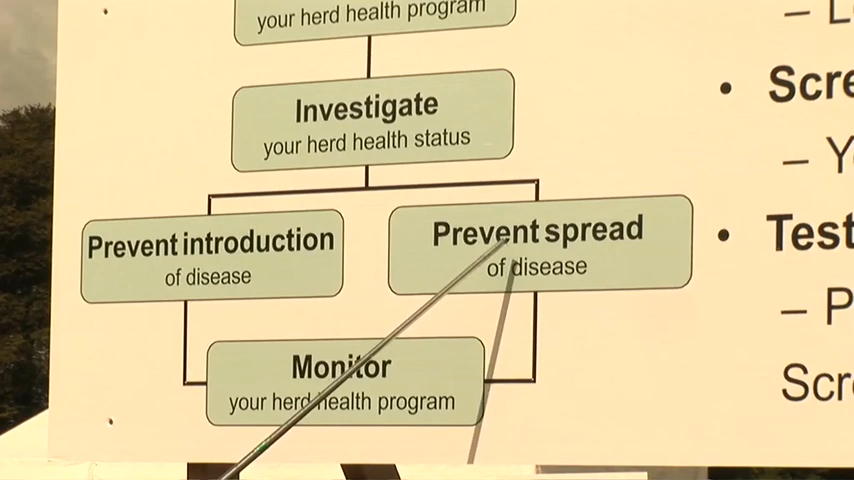 your herd health program
Investigate
your herd health status
Prevent introduction
of disease
Prevent spread
of disease
Monitor
your herd health program
– L
• Scre
– Y
• Test
– P
Scr